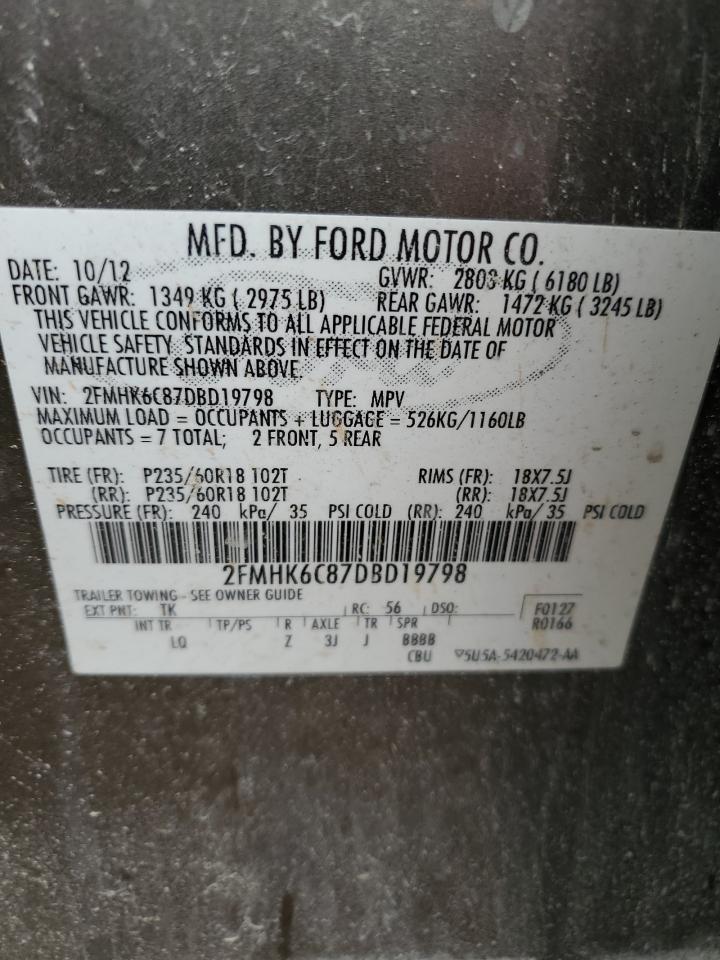 MFD. BY FORD MOTOR CO.
DATE: 10/12 GVWR: 2803 KG ( 6180 LB)
FRONT GAWR: 1349 KG ( 2975 LB) REAR GAWR: 1472 KG ( 3245 LB)
THIS VEHICLE CONFORMS TO ALL APPLICABLE FEDERAL MOTOR
VEHICLE SAFETY STANDARDS IN EFFECT ON THE DATE OF
MANUFACTURE SHOWN ABOVE.
VIN: 2FMHK6C87DBD19798 TYPE: MPV
MAXIMUM LOAD = OCCUPANTS + LUGGAGE = 526KG/1160LB
OCCUPANTS = 7 TOTAL; 2 FRONT, 5 REAR
TIRE (FR): P235/60R18 102T RIMS (FR): 18X7.5J
(RR): P235/60R18 102T (RR): 18X7.5J
PRESSURE (FR): 240 kPa/ 35 PSI COLD (RR): 240 kPa/ 35 PSI COLD
2FMHK6C87DBD19798
TRAILER TOWING - SEE OWNER GUIDE
EXT PNT: TK RC: 56 DSO: F0127
INT TR TP/PS R AXLE TR SPR R0166
LQ Z 3J J BBBB
CBU 5U5A-5420472-AA